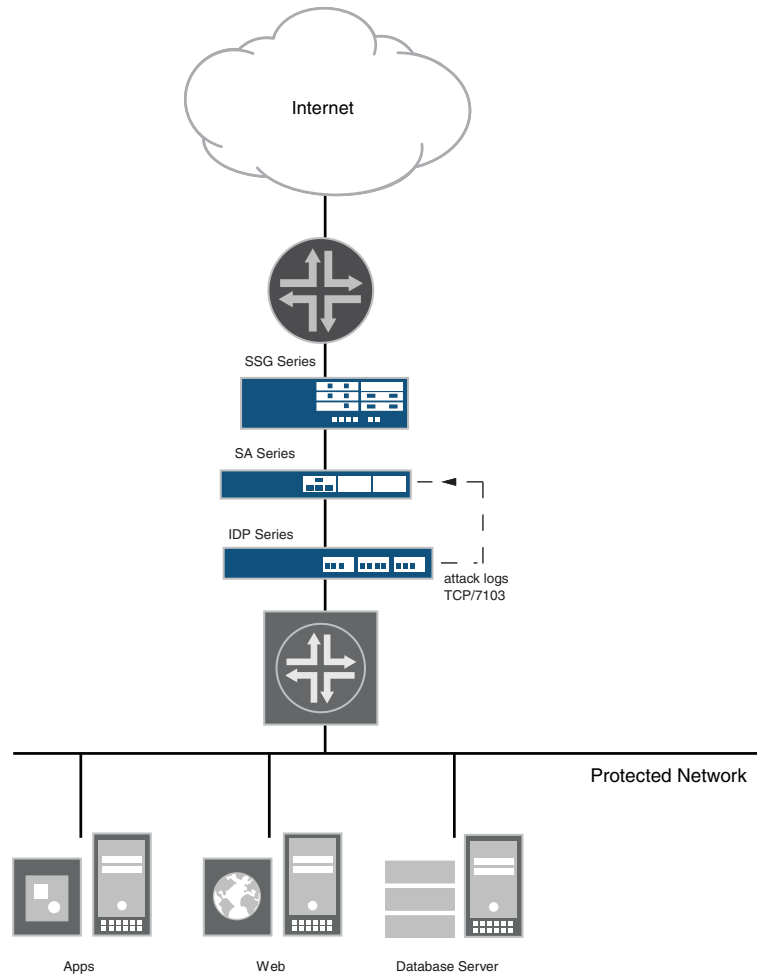 Internet
SSG Series
SA Series
IDP Series
attack logs
TCP/7103
Protected Network
Apps
Web
Database Server